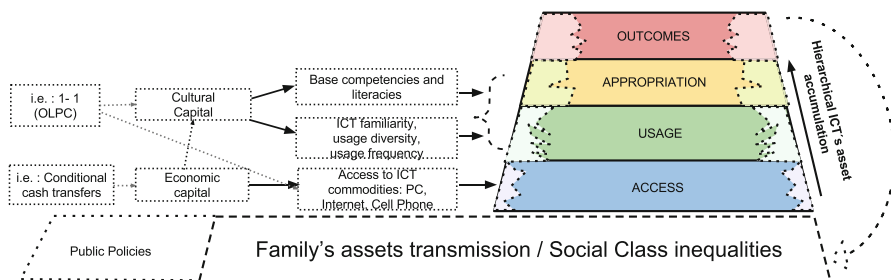 i.e. : 1- 1
(OLPC)
i.e. : Conditional
cash transfers
Cultural
Capital
Economic
capital
Base competencies and
literacies
ICT familiarity,
usage diversity,
usage frequency
Access to ICT
commodities: PC,
Internet, Cell Phone
OUTCOMES
APPROPRIATION
USAGE
ACCESS
Hierarchical ICT´s asset
accumulation
Public Policies
Family’s assets transmission / Social Class inequalities